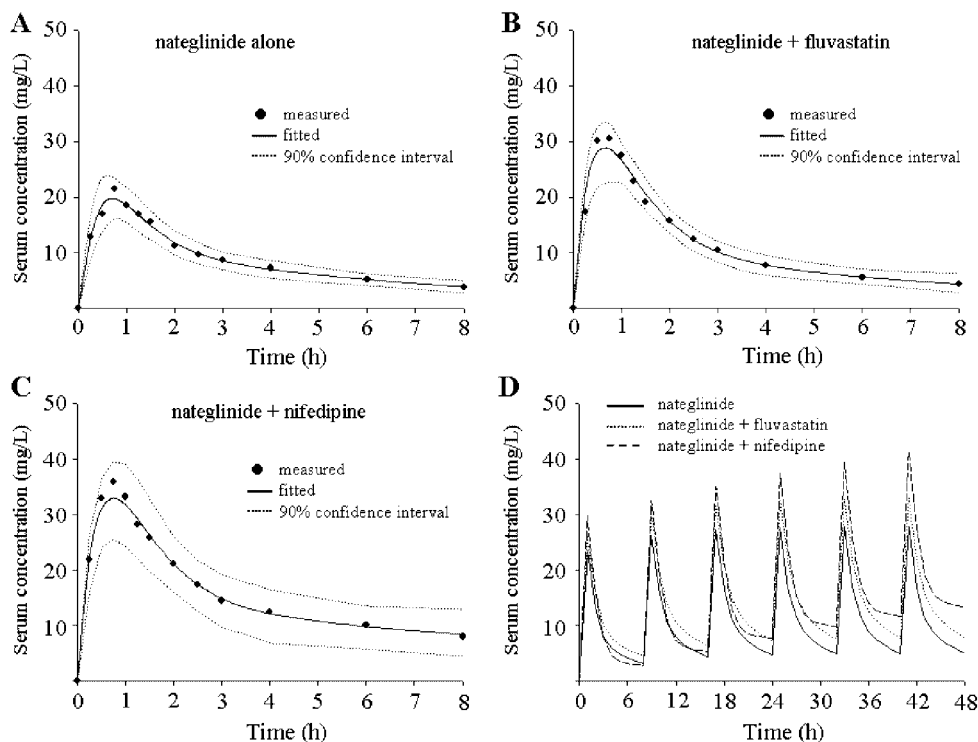 A
nateglinide alone
Serum concentration (mg/L)
50
40
30
20
10
measured
fitted
90% confidence interval
0 1 2 3 4 5 6 7 8
Time (h)
B
nateglinide + fluvastatin
Serum concentration (mg/L)
50
40
30
20
10
measured
fitted
90% confidence interval
0 1 2 3 4 5 6 7 8
Time (h)
C
nateglinide + nifedipine
Serum concentration (mg/L)
50
40
30
20
10
measured
fitted
90% confidence interval
0 1 2 3 4 5 6 7 8
Time (h)
D
nateglinide
nateglinide + fluvastatin
nateglinide + nifedipine
Serum concentration (mg/L)
50
40
30
20
10
0 6 12 18 24 30 36 42 48
Time (h)